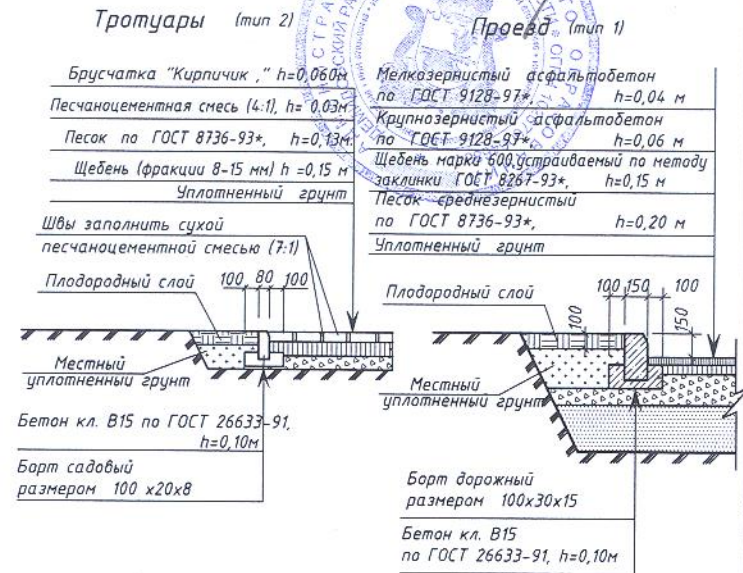 Тротуары (тип 2)
Брусчатка "Кирпичик ," h=0,060м
Песчаноцементная смесь (4:1), h= 0.03м
Песок по ГОСТ 8736-93*, h=0,13м
Щебень (фракции 8-15 мм) h =0,15 м
Уплотненный грунт
Швы заполнить сухой
песчаноцементной смесью (7:1)
Плодородный слой
100 80 100
Местный
уплотненный грунт
Бетон кл. В15 по ГОСТ 26633-91,
h=0,10м
Борт садовый
размером 100 х20х8
Проезд (тип 1)
Мелкозернистый асфальтобетон
по ГОСТ 9128-97*, h=0,04 м
Крупнозернистый асфальтобетон
по ГОСТ 9128-97*, h=0,06 м
Щебень марки 600,устраиваемый по методу
заклинки ГОСТ 8267-93*, h=0,15 м
Песок среднезернистый
по ГОСТ 8736-93*, h=0,20 м
Уплотненный грунт
Плодородный слой
100 150 100
100
150
Местный
уплотненный грунт
Борт дорожный
размером 100х30х15
Бетон кл. В15
по ГОСТ 26633-91, h=0,10м